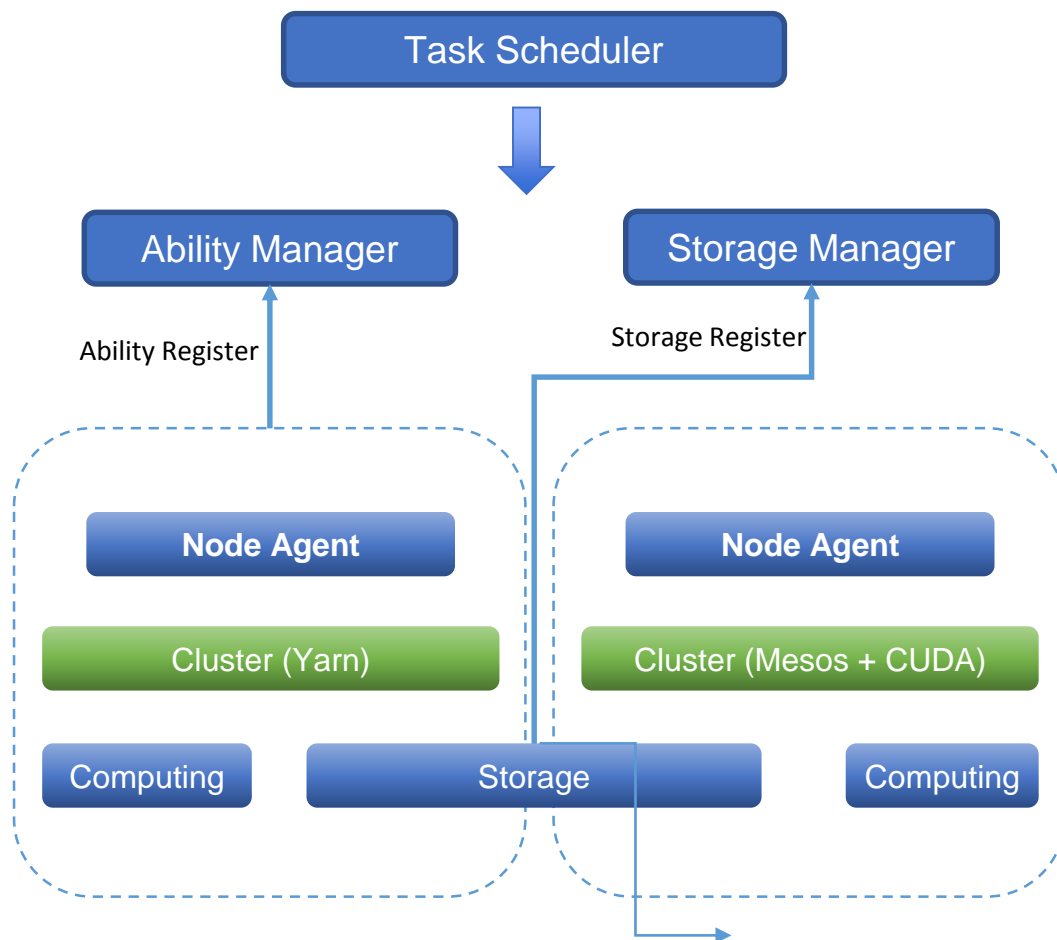 Task Scheduler
Ability Manager
Storage Manager
Ability Register
Storage Register
Node Agent
Node Agent
Cluster (Yarn)
Cluster (Mesos + CUDA)
Computing
Storage
Computing